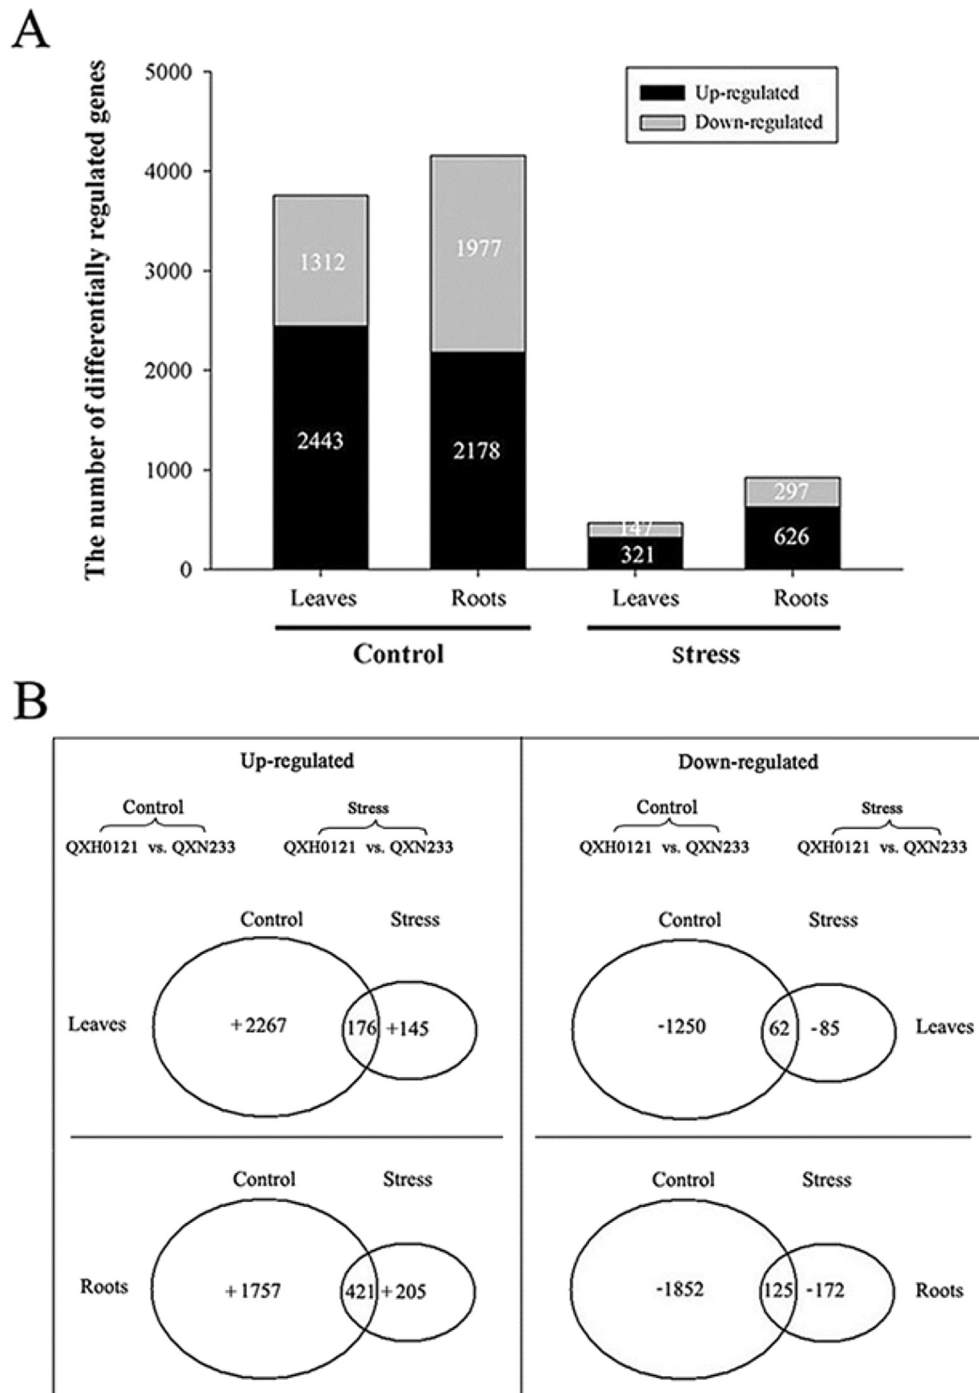 A
The number of differentially regulated genes
5000
4000
3000
2000
1000
0
Up-regulated
Down-regulated
1312
2443
1977
2178
147
321
297
626
Leaves
Roots
Leaves
Roots
Control
Stress
B
Up-regulated
Control
Stress
QXH0121 vs. QXN233
QXH0121 vs. QXN233
Control
Stress
Leaves
+2267
176
+145
Control
Stress
Roots
+1757
421
+205
Down-regulated
Control
Stress
QXH0121 vs. QXN233
QXH0121 vs. QXN233
Control
Stress
-1250
62
-85
Leaves
Control
Stress
-1852
125
-172
Roots